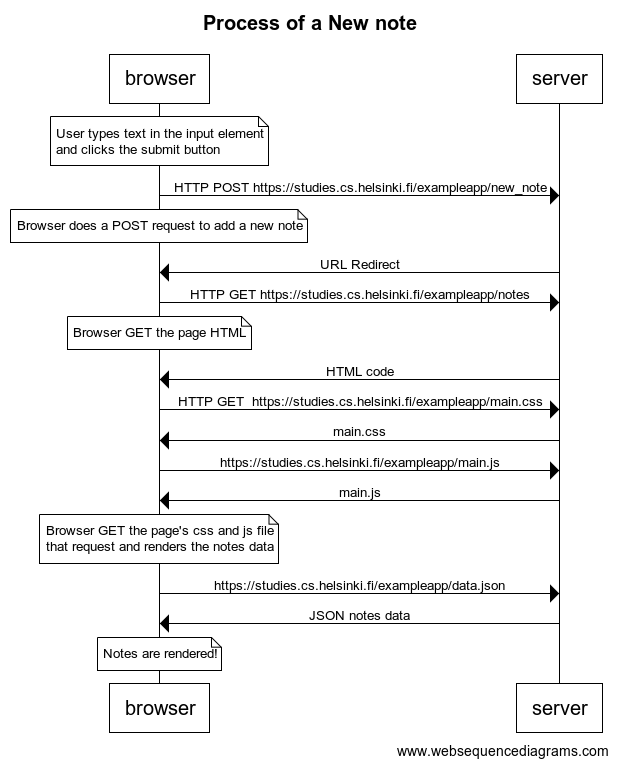 Process of a New note
browser
server
User types text in the input element
and clicks the submit button
HTTP POST https://studies.cs.helsinki.fi/exampleapp/new_note
Browser does a POST request to add a new note
URL Redirect
HTTP GET https://studies.cs.helsinki.fi/exampleapp/notes
Browser GET the page HTML
HTML code
HTTP GET  https://studies.cs.helsinki.fi/exampleapp/main.css
main.css
https://studies.cs.helsinki.fi/exampleapp/main.js
main.js
Browser GET the page's css and js file
that request and renders the notes data
https://studies.cs.helsinki.fi/exampleapp/data.json
JSON notes data
Notes are rendered!
browser
server
www.websequencediagrams.com